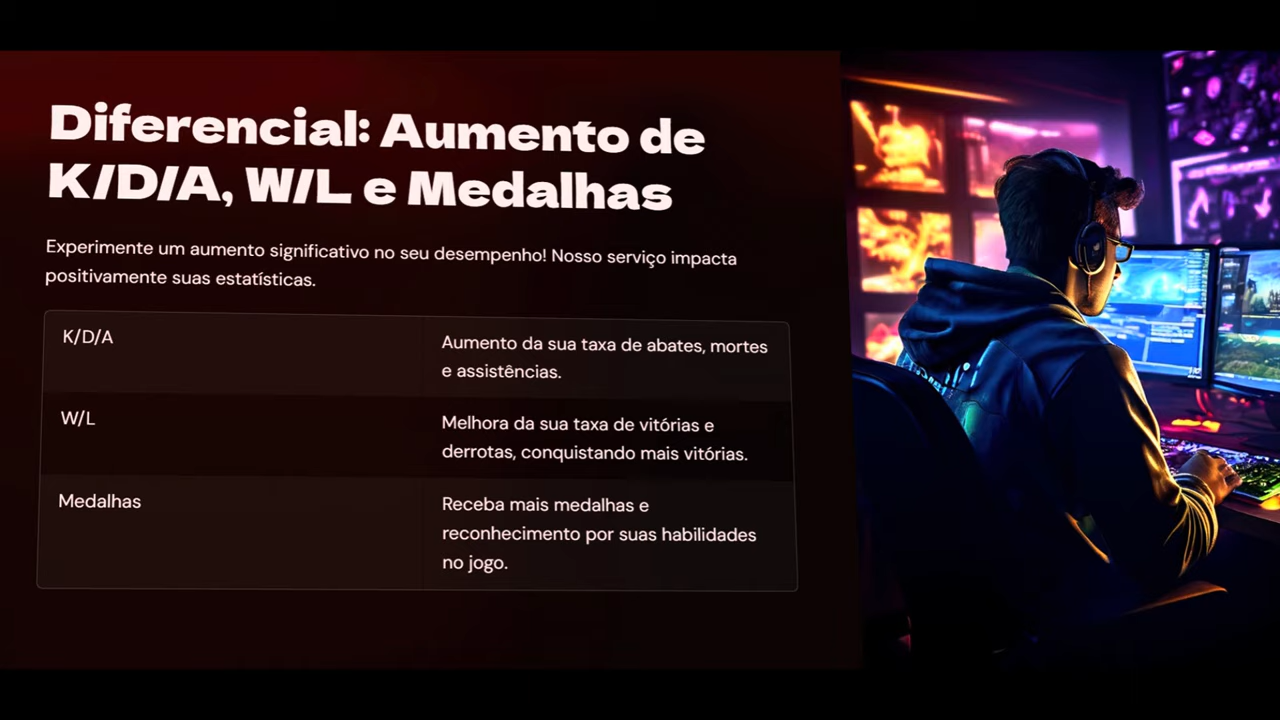 Diferencial: Aumento de
K/D/A, W/L e Medalhas
Experimente um aumento significativo no seu desempenho! Nosso serviço impacta
positivamente suas estatísticas.
K/D/A
Aumento da sua taxa de abates, mortes
e assistências.
W/L
Melhora da sua taxa de vitórias e
derrotas, conquistando mais vitórias.
Medalhas
Receba mais medalhas e
reconhecimento por suas habilidades
no jogo.